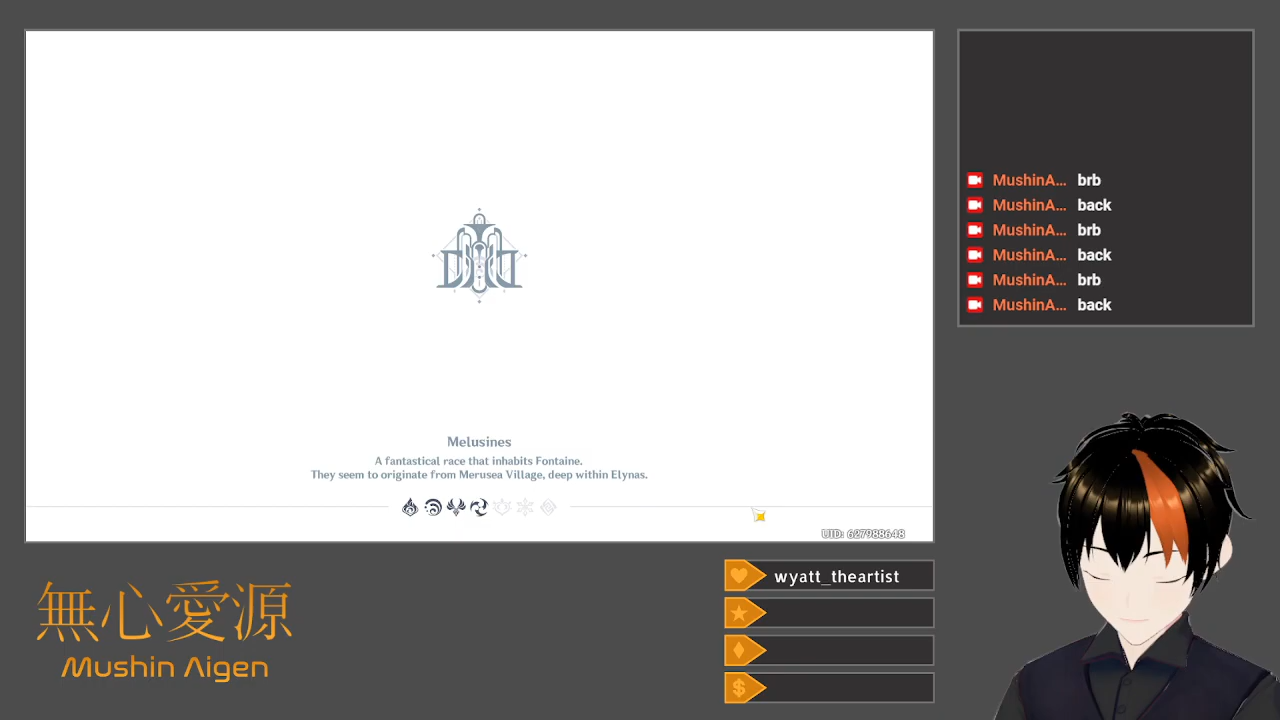 Melusines
A fantastical race that inhabits Fontaine.
They seem to originate from Merusea Village, deep within Elynas.
UID: 627988648
MushinA... brb
MushinA... back
MushinA... brb
MushinA... back
MushinA... brb
MushinA... back
無心愛源
Mushin Aigen
wyatt_theartist